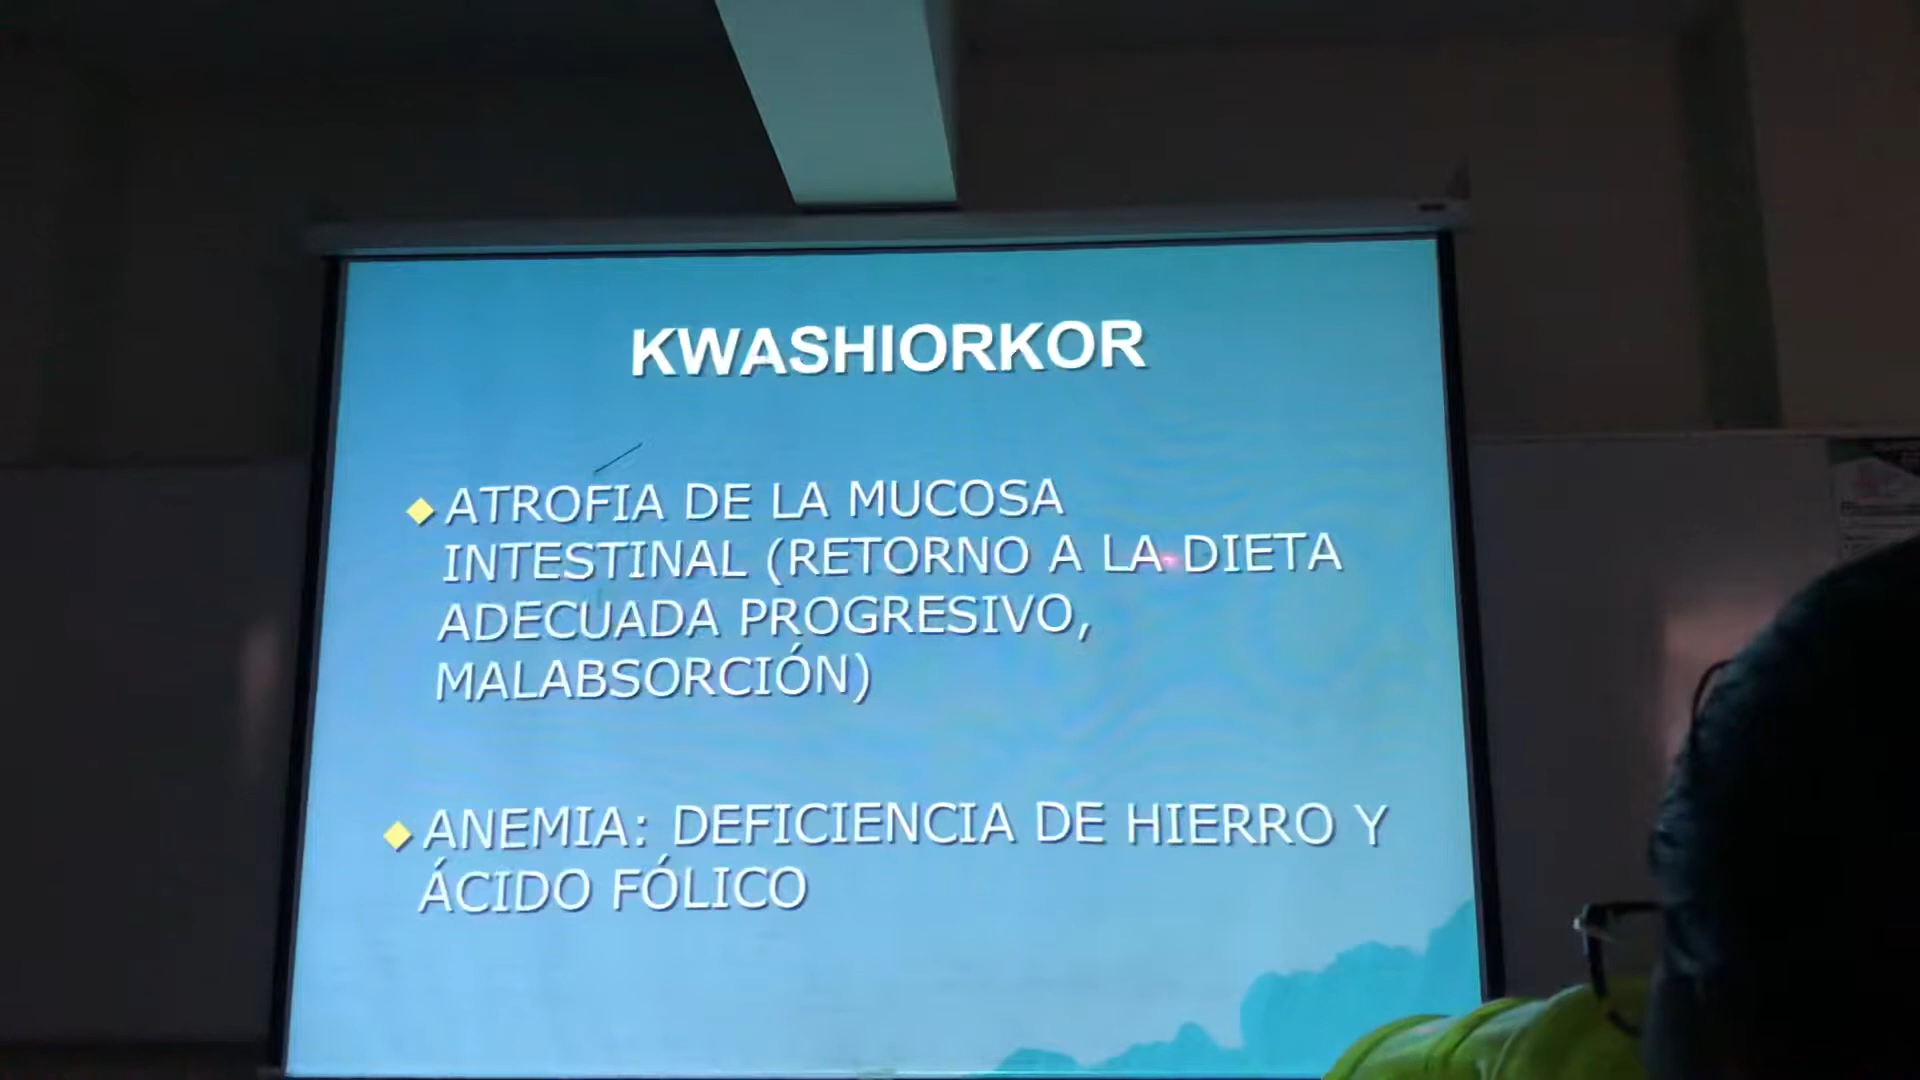 KWASHIORKOR
ATROFIA DE LA MUCOSA
INTESTINAL (RETORNO A LA DIETA
ADECUADA PROGRESIVO,
MALABSORCIÓN)
ANEMIA: DEFICIENCIA DE HIERRO Y
ÁCIDO FÓLICO